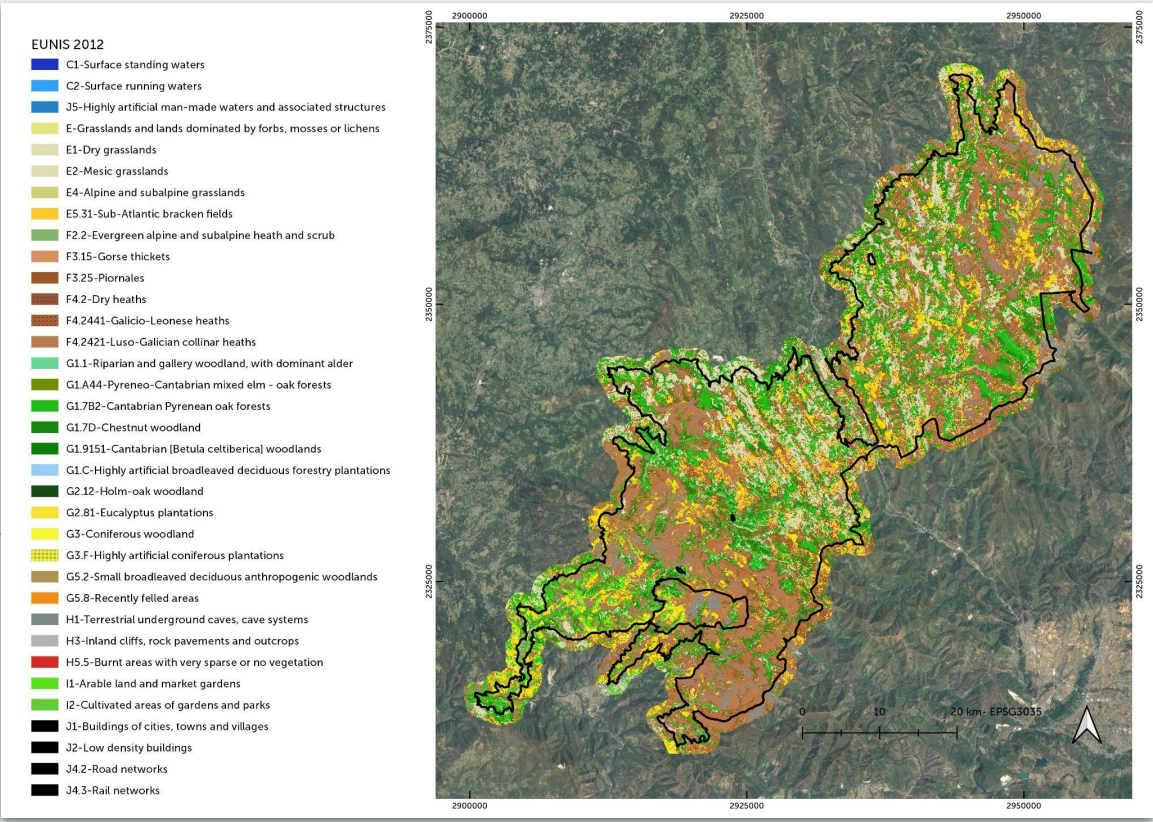 EUNIS 2012
C1-Surface standing waters
C2-Surface running waters
J5-Highly artificial man-made waters and associated structures
E-Grasslands and lands dominated by forbs, mosses or lichens
E1-Dry grasslands
E2-Mesic grasslands
E4-Alpine and subalpine grasslands
E5.31-Sub-Atlantic bracken fields
F2.2-Evergreen alpine and subalpine heath and scrub
F3.15-Gorse thickets
F3.25-Piornales
F4.2-Dry heaths
F4.2441-Galicio-Leonese heaths
F4.2421-Luso-Galician collinar heaths
G1.1-Riparian and gallery woodland, with dominant alder
G1.A44-Pyreneo-Cantabrian mixed elm - oak forests
G1.7B2-Cantabrian Pyrenean oak forests
G1.7D-Chestnut woodland
G1.9151-Cantabrian [Betula celtiberica] woodlands
G1.C-Highly artificial broadleaved deciduous forestry plantations
G2.12-Holm-oak woodland
G2.81-Eucalyptus plantations
G3-Coniferous woodland
G3.F-Highly artificial coniferous plantations
G5.2-Small broadleaved deciduous anthropogenic woodlands
G5.8-Recently felled areas
H1-Terrestrial underground caves, cave systems
H3-Inland cliffs, rock pavements and outcrops
H5.5-Burnt areas with very sparse or no vegetation
I1-Arable land and market gardens
I2-Cultivated areas of gardens and parks
J1-Buildings of cities, towns and villages
J2-Low density buildings
J4.2-Road networks
J4.3-Rail networks
2900000
2925000
2950000
2375000
2375000
2350000
2350000
2325000
2325000
0
10
20 km- EPSG3035
2900000
2925000
2950000